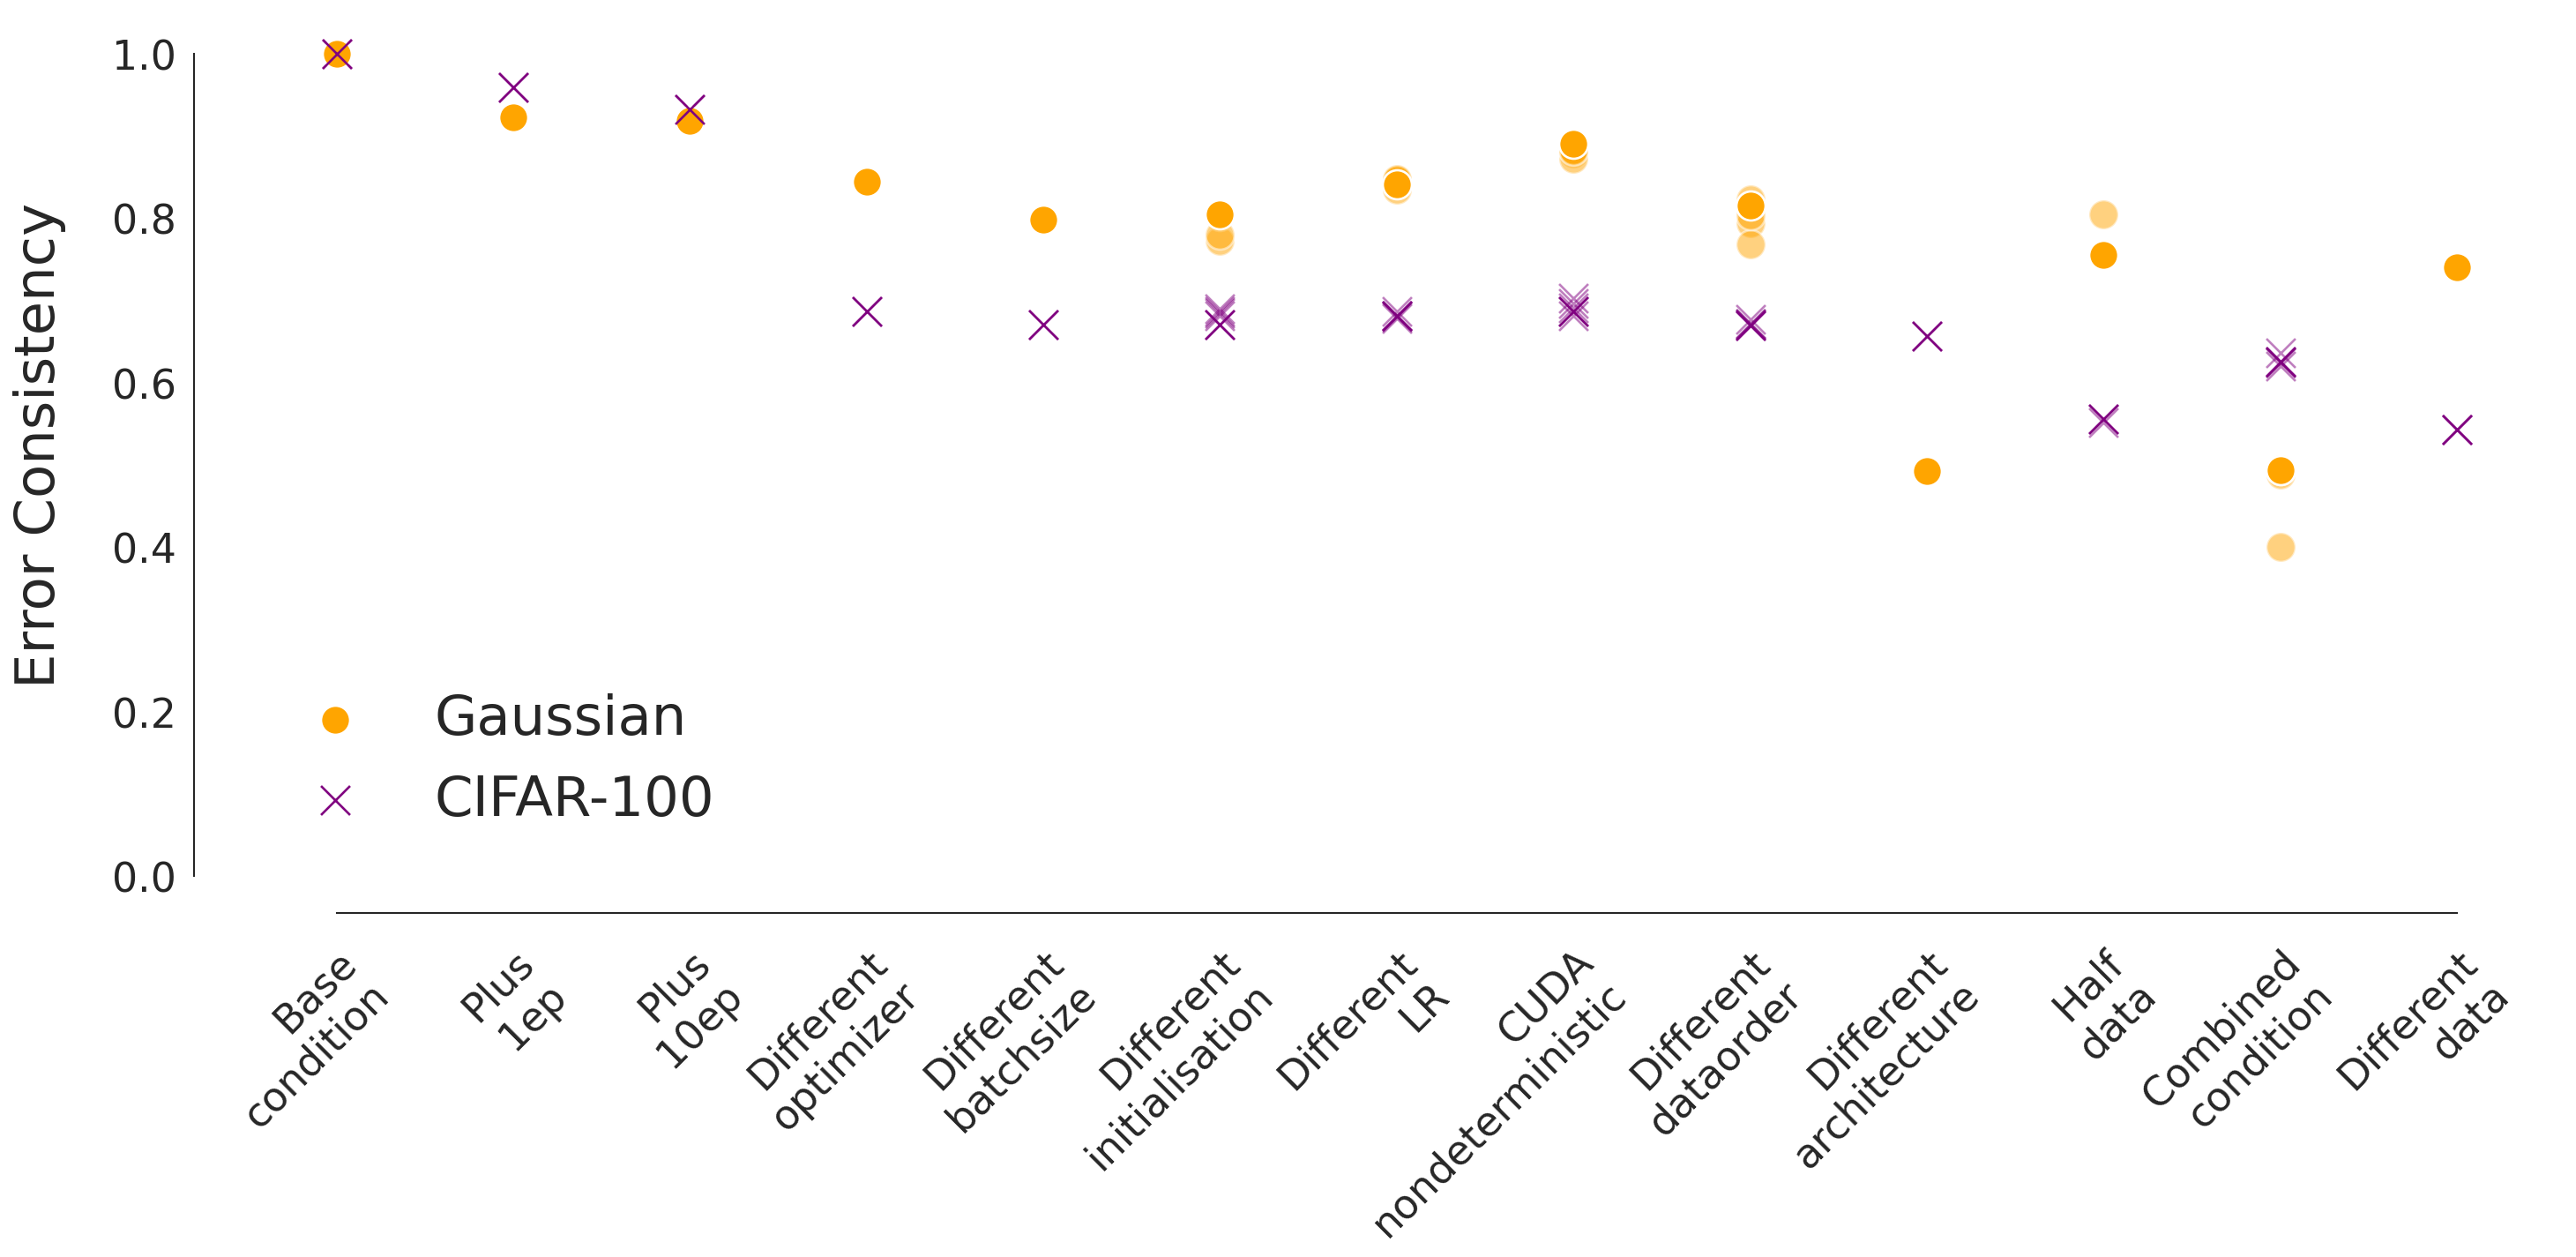 1.0
0.8
0.6
0.4
0.2
0.0
Error Consistency
Gaussian
CIFAR-100
Base
condition
Plus
1ep
Plus
10ep
Different
optimizer
Different
batchsize
Different
initialisation
Different
LR
CUDA
nondeterministic
Different
dataorder
Different
architecture
Half
data
Combined
condition
Different
data